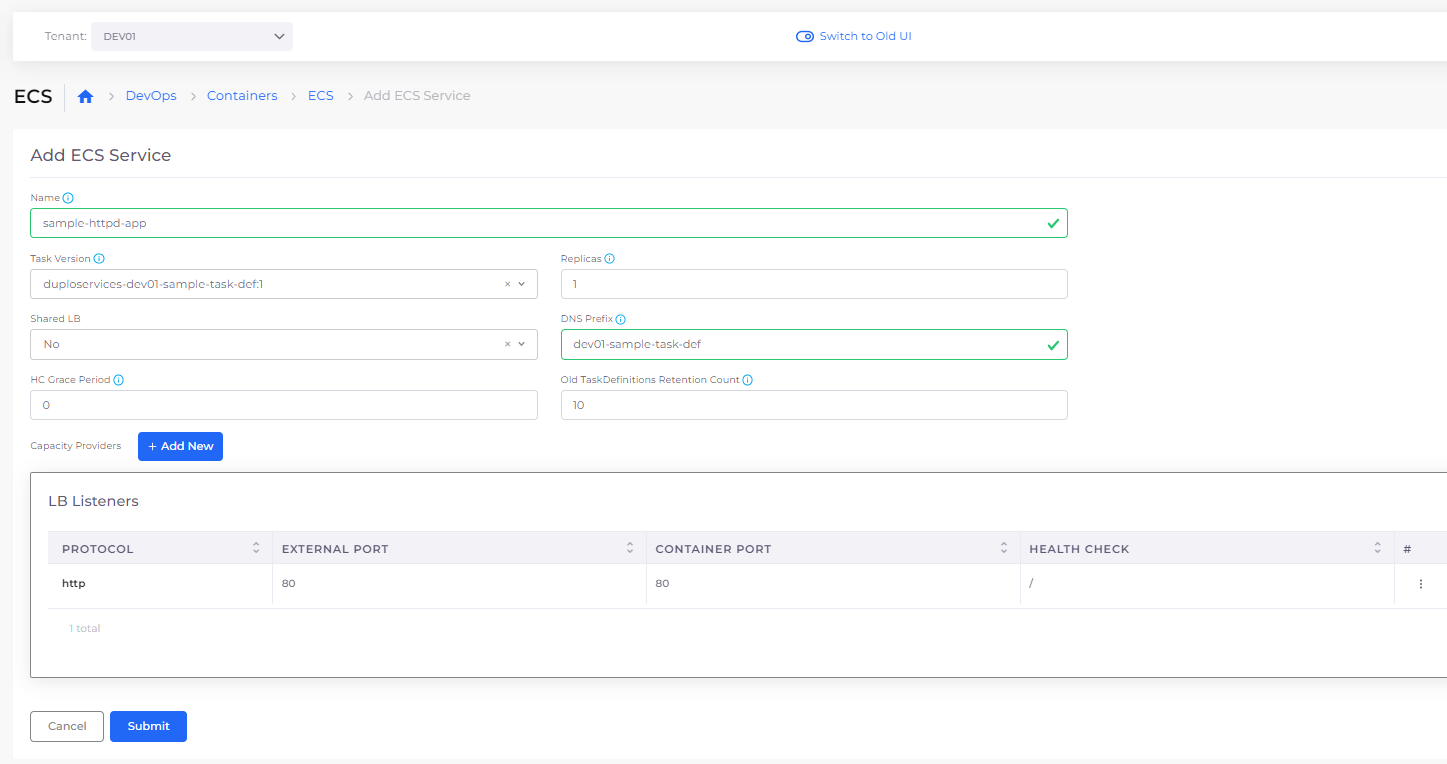 Tenant: DEV01 Switch to Old UI
ECS > DevOps > Containers > ECS > Add ECS Service
Add ECS Service
Name
sample-httpd-app
Task Version Replicas
duploservices-dev01-sample-task-def:1 1
Shared LB DNS Prefix
No dev01-sample-task-def
HC Grace Period Old TaskDefinitions Retention Count
0 10
Capacity Providers + Add New
LB Listeners
PROTOCOL EXTERNAL PORT CONTAINER PORT HEALTH CHECK #
http 80 80 /
1 total
Cancel Submit